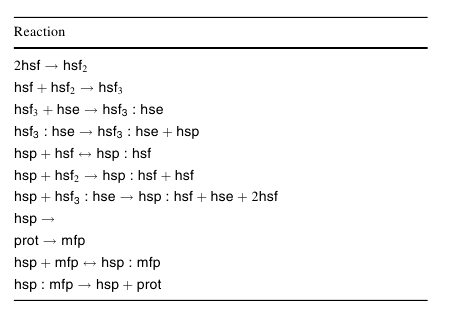 Reaction
2hsf → hsf₂
hsf + hsf₂ → hsf₃
hsf₃ + hse → hsf₃ : hse
hsf₃ : hse → hsf₃ : hse + hsp
hsp + hsf ↔ hsp : hsf
hsp + hsf₂ → hsp : hsf + hsf
hsp + hsf₃ : hse → hsp : hsf + hse + 2hsf
hsp →
prot → mfp
hsp + mfp ↔ hsp : mfp
hsp : mfp → hsp + prot